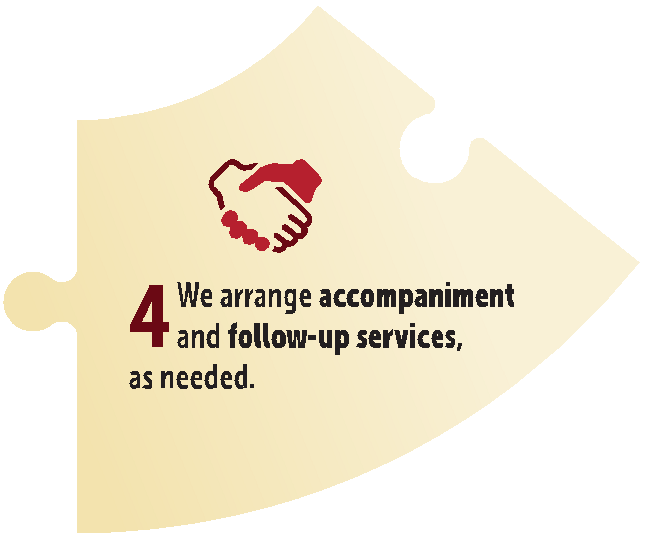 4 We arrange accompaniment
and follow-up services,
as needed.